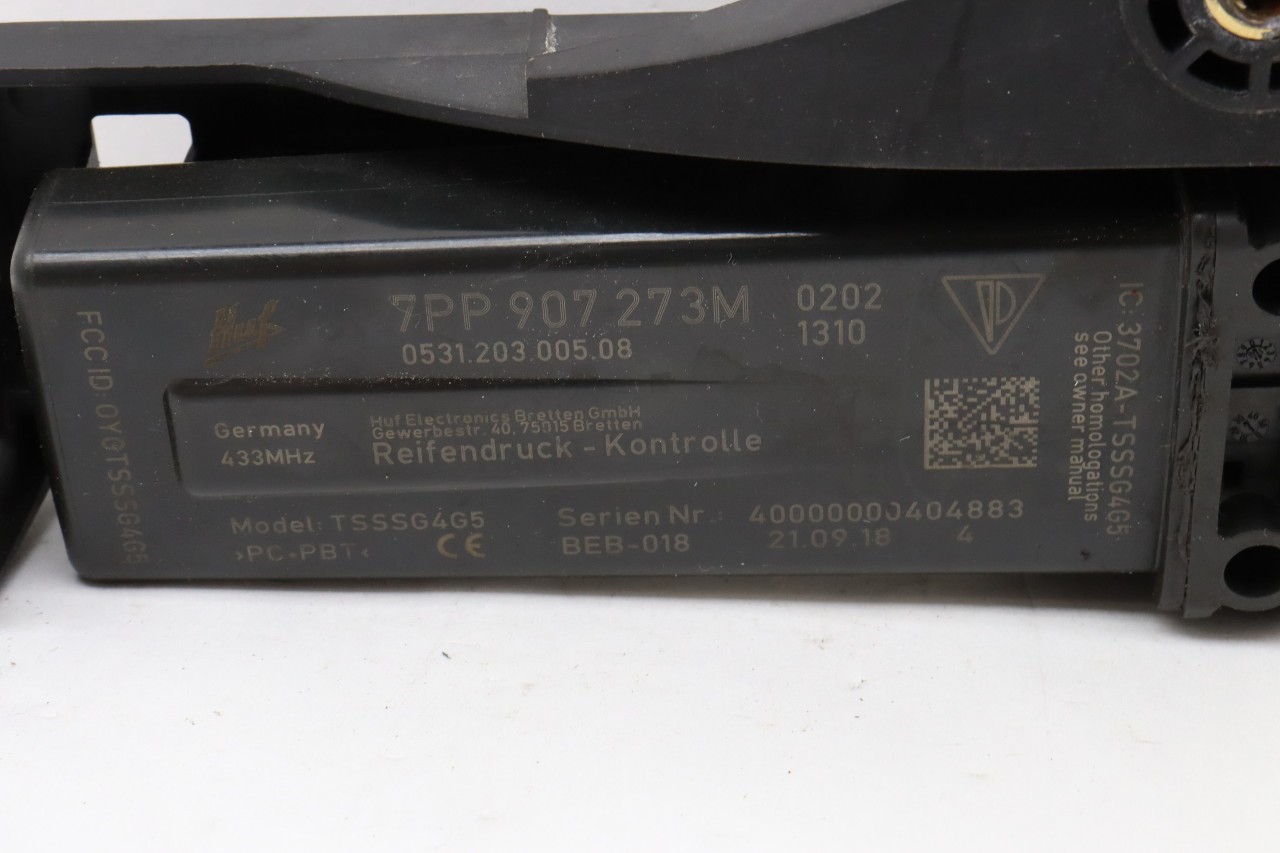 Huf
7PP 907 273M
0531.203.005.08
0202
1310
FCC ID: OYGTSSSG4G5
Germany
433MHz
Huf Electronics Bretten GmbH
Gewerbestr. 40, 75015 Bretten
Reifendruck - Kontrolle
Model: TSSSG4G5
>PC+PBT<
CE
Serien Nr.: 40000000404883
BEB-018 21.09.18 4
IC: 3702A-TSSSG4G5
Other homologations
see owner manual